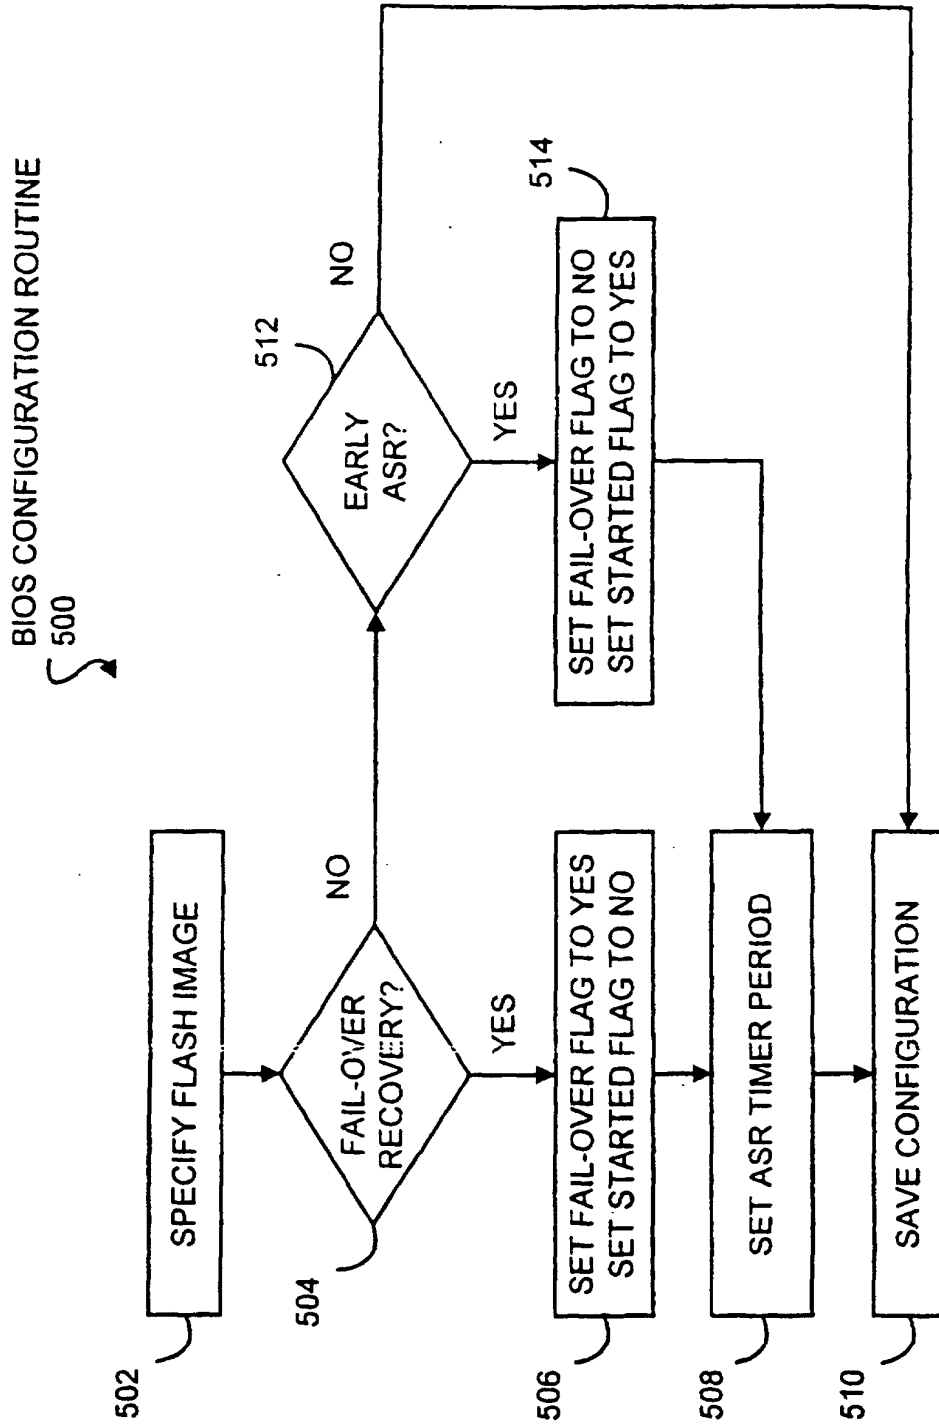 BIOS CONFIGURATION ROUTINE
500
502
SPECIFY FLASH IMAGE
504
FAIL-OVER
RECOVERY?
NO
YES
512
EARLY
ASR?
NO
YES
506
SET FAIL-OVER FLAG TO YES
SET STARTED FLAG TO NO
514
SET FAIL-OVER FLAG TO NO
SET STARTED FLAG TO YES
508
SET ASR TIMER PERIOD
510
SAVE CONFIGURATION